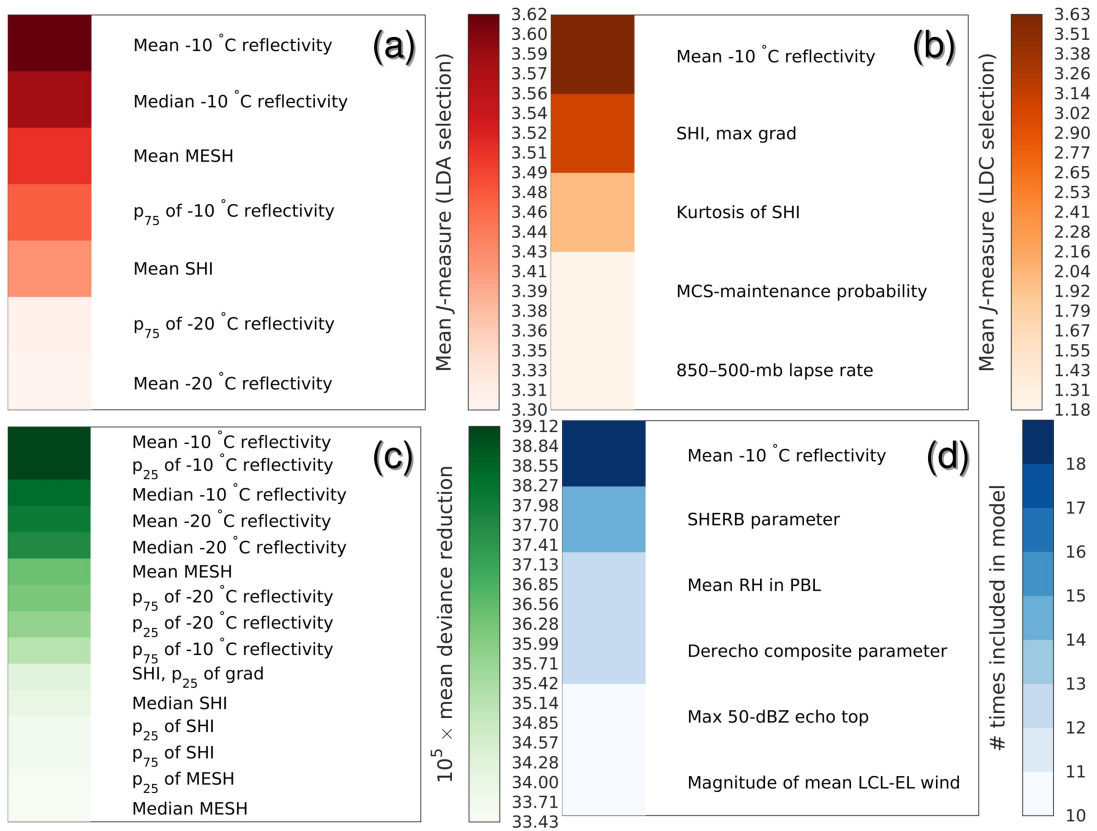 (a)
Mean -10 °C reflectivity
Median -10 °C reflectivity
Mean MESH
p75 of -10 °C reflectivity
Mean SHI
p75 of -20 °C reflectivity
Mean -20 °C reflectivity
3.62
3.60
3.59
3.57
3.56
3.54
3.52
3.51
3.49
3.48
3.46
3.44
3.43
3.41
3.39
3.38
3.36
3.35
3.33
3.31
3.30
Mean J-measure (LDA selection)
(b)
Mean -10 °C reflectivity
SHI, max grad
Kurtosis of SHI
MCS-maintenance probability
850–500-mb lapse rate
3.63
3.51
3.38
3.26
3.14
3.02
2.90
2.77
2.65
2.53
2.41
2.28
2.16
2.04
1.92
1.79
1.67
1.55
1.43
1.31
1.18
Mean J-measure (LDC selection)
(c)
Mean -10 °C reflectivity
p25 of -10 °C reflectivity
Median -10 °C reflectivity
Mean -20 °C reflectivity
Median -20 °C reflectivity
Mean MESH
p75 of -20 °C reflectivity
p25 of -20 °C reflectivity
p75 of -10 °C reflectivity
SHI, p25 of grad
Median SHI
p25 of SHI
p75 of SHI
p25 of MESH
Median MESH
39.12
38.84
38.55
38.27
37.98
37.70
37.41
37.13
36.85
36.56
36.28
35.99
35.71
35.42
35.14
34.85
34.57
34.28
34.00
33.71
33.43
10^5 × mean deviance reduction
(d)
Mean -10 °C reflectivity
SHERB parameter
Mean RH in PBL
Derecho composite parameter
Max 50-dBZ echo top
Magnitude of mean LCL-EL wind
18
17
16
15
14
13
12
11
10
# times included in model